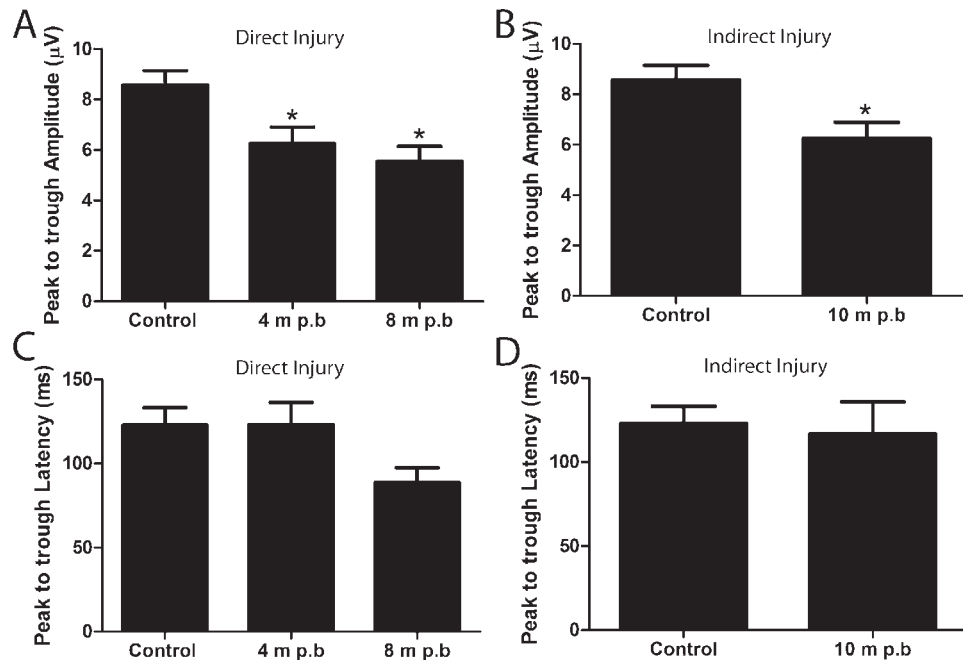 A
Direct Injury
Peak to trough Amplitude (µV)
10
8
6
4
2
0
*
*
Control
4 m p.b
8 m p.b
B
Indirect Injury
Peak to trough Amplitude (µV)
10
8
6
4
2
0
*
Control
10 m p.b
C
Direct Injury
Peak to trough Latency (ms)
150
100
50
0
Control
4 m p.b
8 m p.b
D
Indirect Injury
Peak to trough Latency (ms)
150
100
50
0
Control
10 m p.b